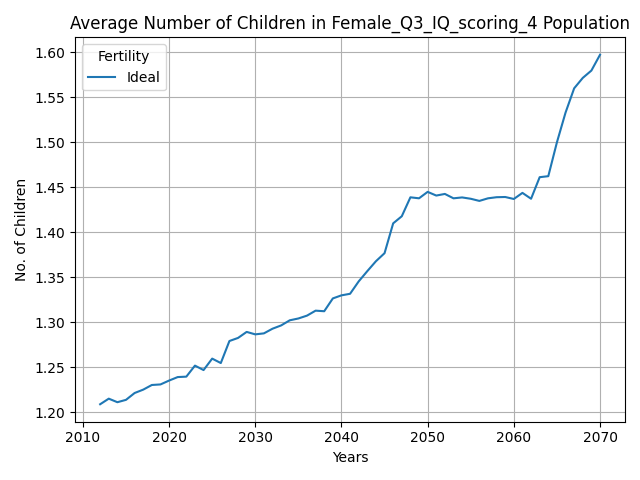 Average Number of Children in Female_Q3_IQ_scoring_4 Population
Fertility
Ideal
No. of Children
1.60
1.55
1.50
1.45
1.40
1.35
1.30
1.25
1.20
2010 2020 2030 2040 2050 2060 2070
Years